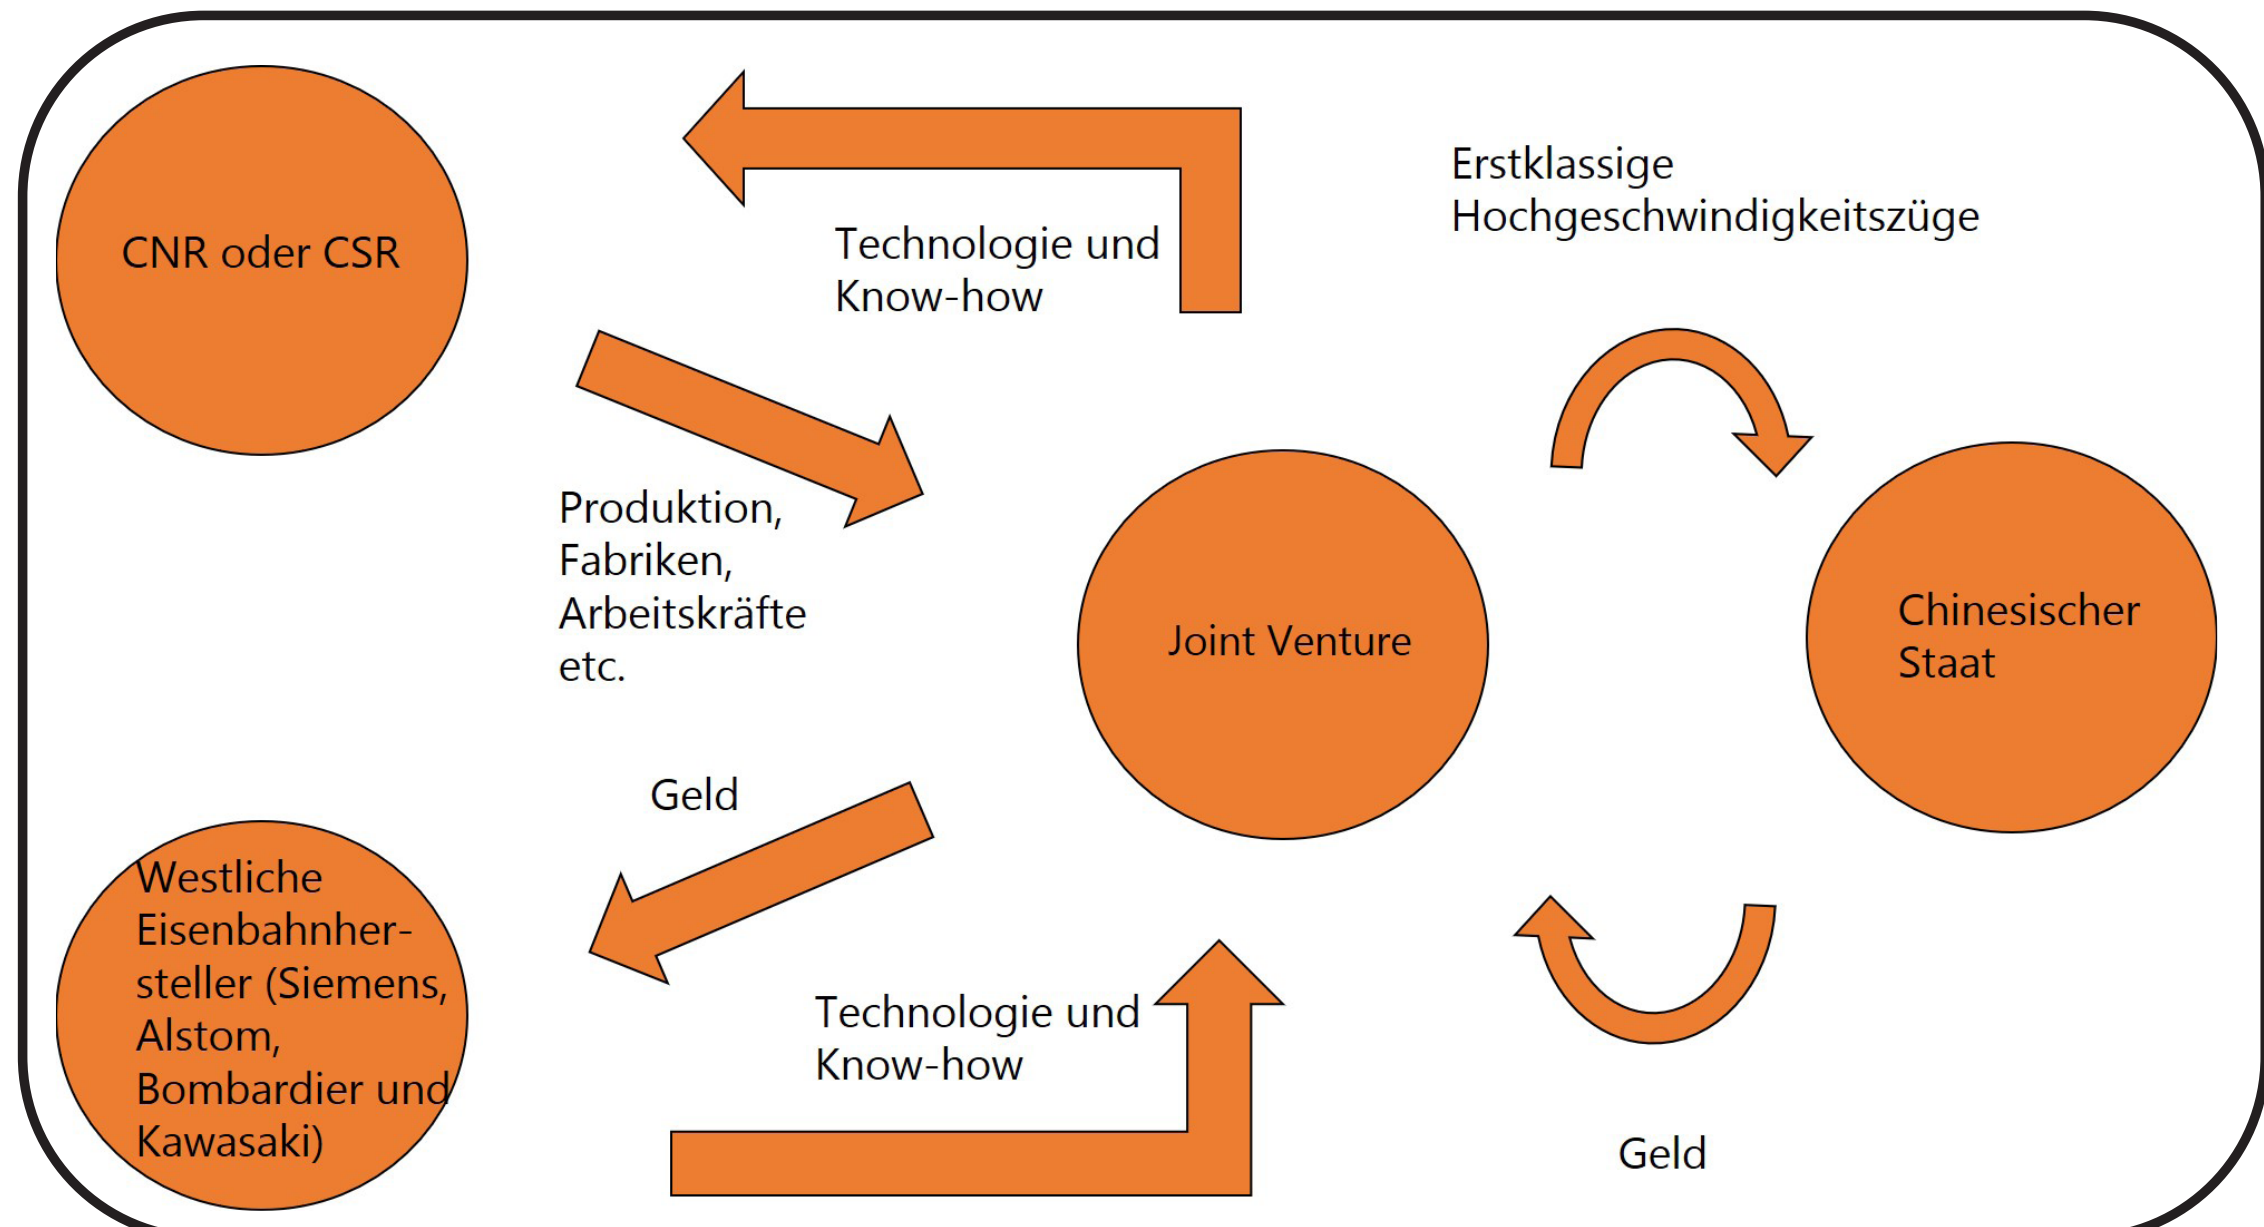 CNR oder CSR
Technologie und
Know-how
Erstklassige
Hochgeschwindigkeitszüge
Produktion,
Fabriken,
Arbeitskräfte
etc.
Joint Venture
Chinesischer
Staat
Geld
Westliche
Eisenbahnher-
steller (Siemens,
Alstom,
Bombardier und
Kawasaki)
Technologie und
Know-how
Geld